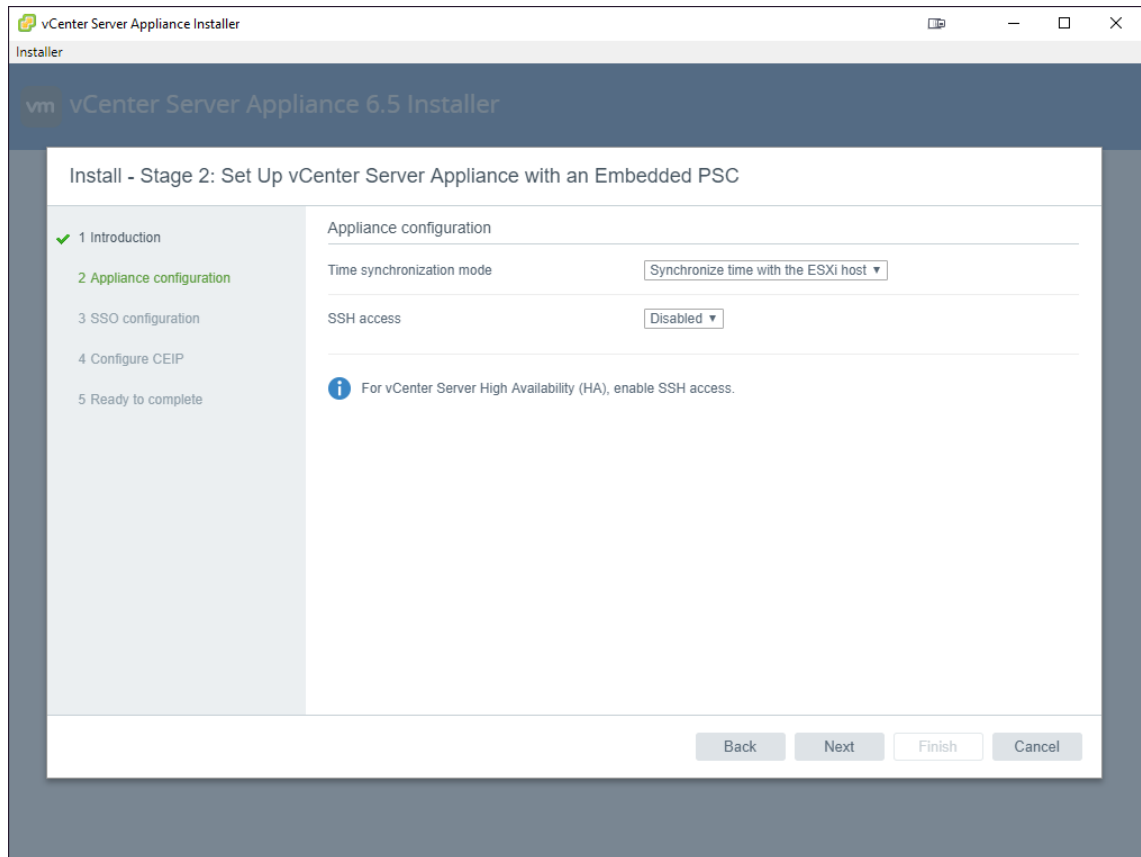 vCenter Server Appliance Installer
Installer
vm vCenter Server Appliance 6.5 Installer
Install - Stage 2: Set Up vCenter Server Appliance with an Embedded PSC
1 Introduction
2 Appliance configuration
3 SSO configuration
4 Configure CEIP
5 Ready to complete
Appliance configuration
Time synchronization mode Synchronize time with the ESXi host
SSH access Disabled
For vCenter Server High Availability (HA), enable SSH access.
Back Next Finish Cancel